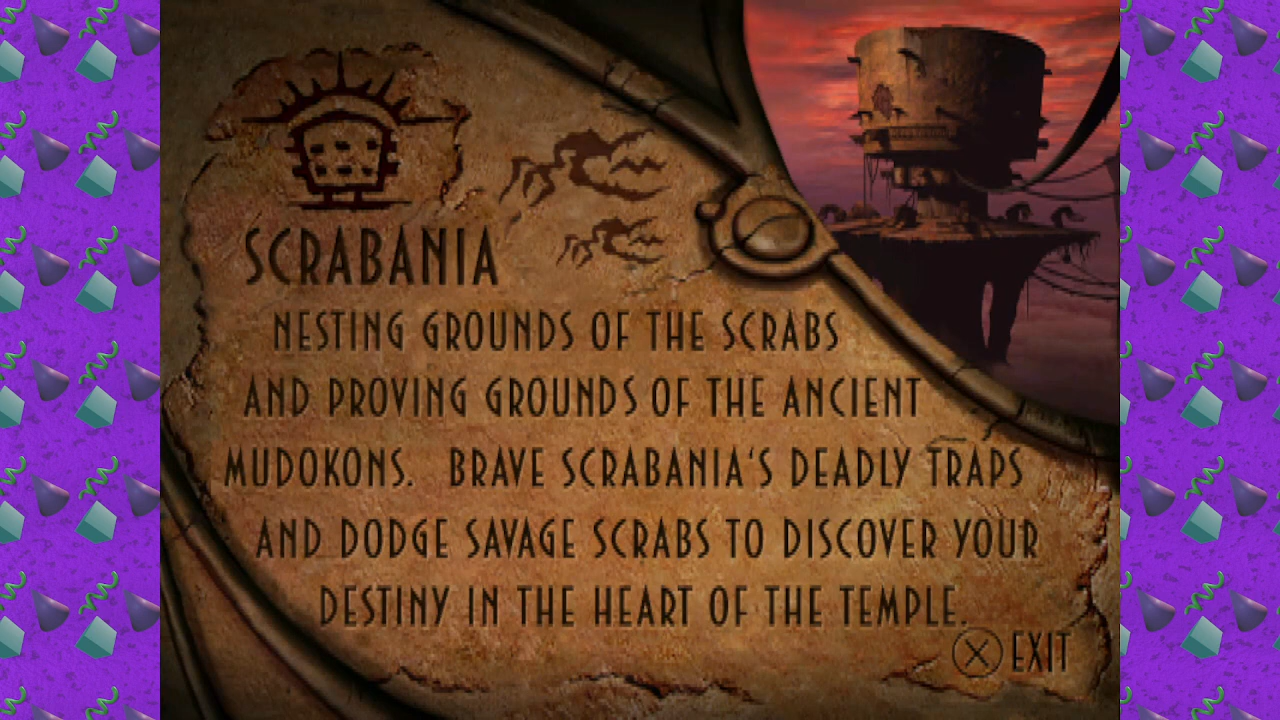 SCRABANIA
NESTING GROUNDS OF THE SCRABS
AND PROVING GROUNDS OF THE ANCIENT
MUDOKONS. BRAVE SCRABANIA'S DEADLY TRAPS
AND DODGE SAVAGE SCRABS TO DISCOVER YOUR
DESTINY IN THE HEART OF THE TEMPLE.
EXIT